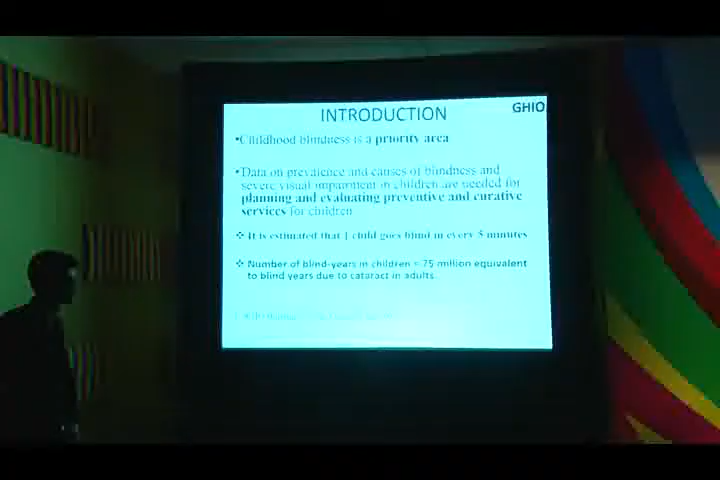 INTRODUCTION
GHIO
•Childhood blindness is a priority area
•Data on prevalence and causes of blindness and
severe visual impairment in children are needed for
planning and evaluating preventive and curative
services for children
❖ It is estimated that 1 child goes blind in every 5 minutes
❖ Number of blind-years in children = 75 million equivalent
to blind years due to cataract in adults.